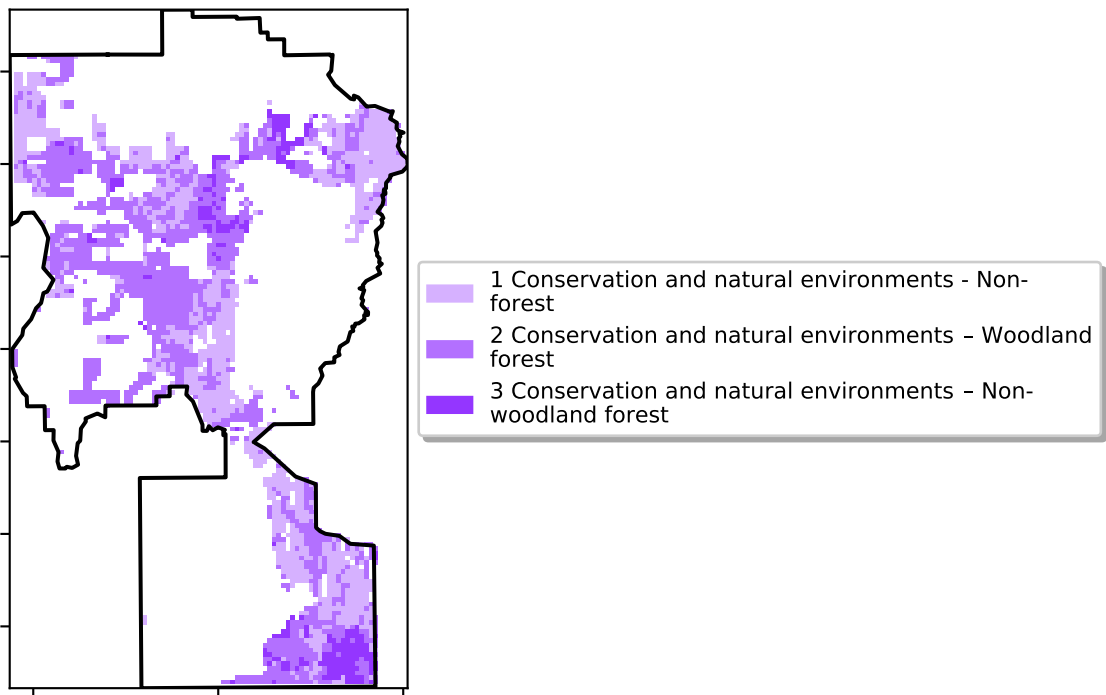 1 Conservation and natural environments - Non-
forest
2 Conservation and natural environments – Woodland
forest
3 Conservation and natural environments – Non-
woodland forest